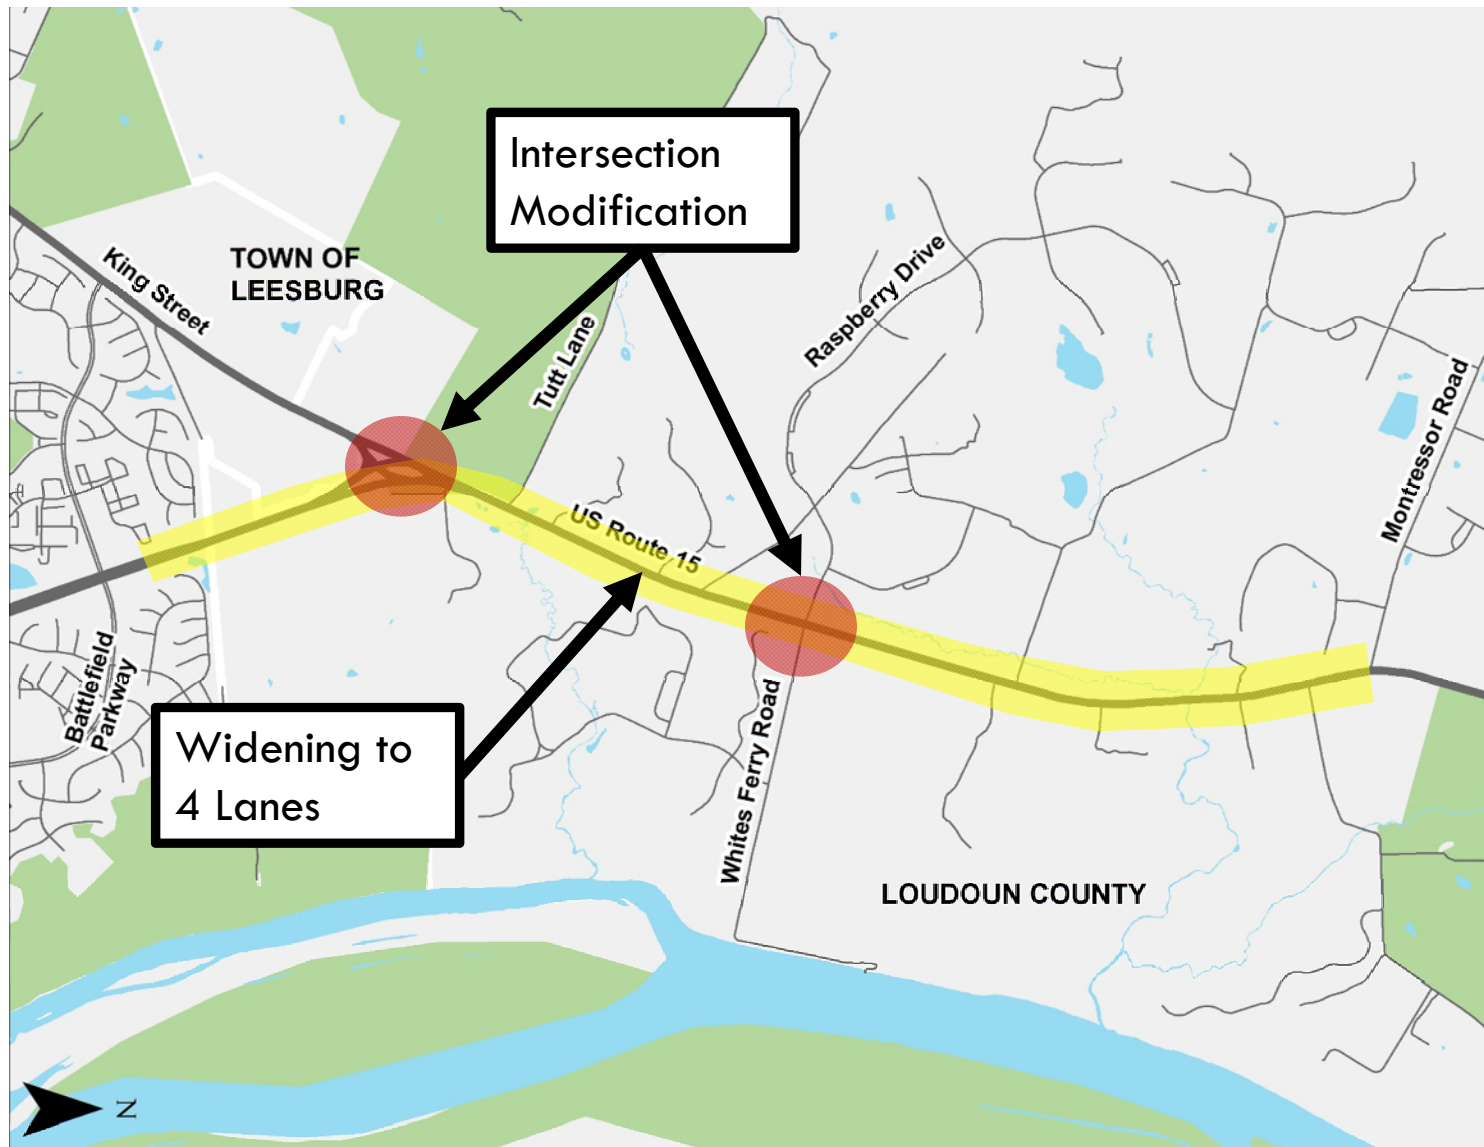 Intersection
Modification
TOWN OF
LEESBURG
King Street
Tutt Lane
Raspberry Drive
Montressor Road
US Route 15
Battlefield
Parkway
Widening to
4 Lanes
Whites Ferry Road
LOUDOUN COUNTY
N